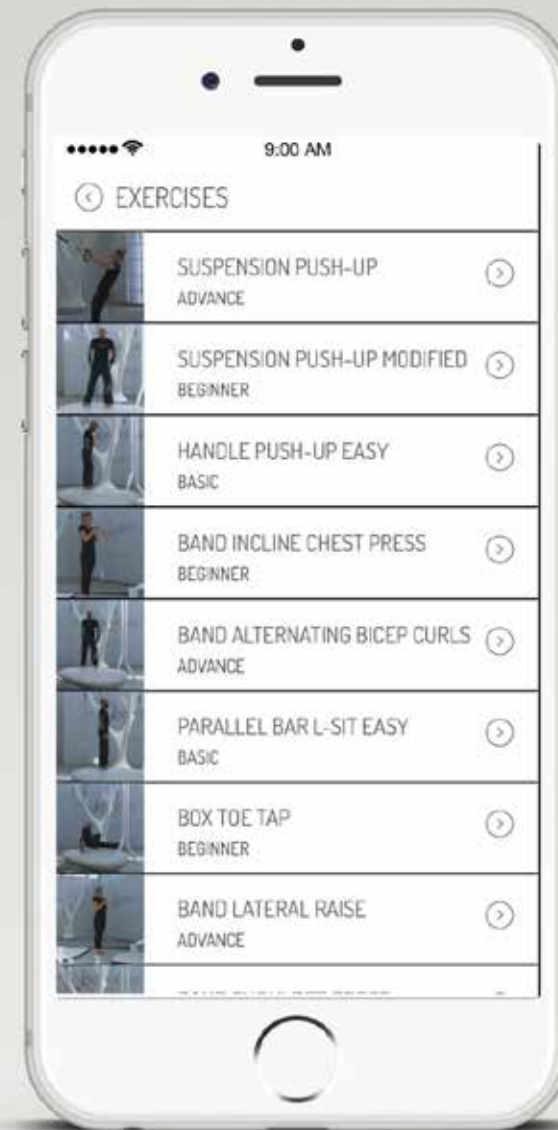 9:00 AM
EXERCISES
SUSPENSION PUSH-UP
ADVANCE
SUSPENSION PUSH-UP MODIFIED
BEGINNER
HANDLE PUSH-UP EASY
BASIC
BAND INCLINE CHEST PRESS
BEGINNER
BAND ALTERNATING BICEP CURLS
ADVANCE
PARALLEL BAR L-SIT EASY
BASIC
BOX TOE TAP
BEGINNER
BAND LATERAL RAISE
ADVANCE